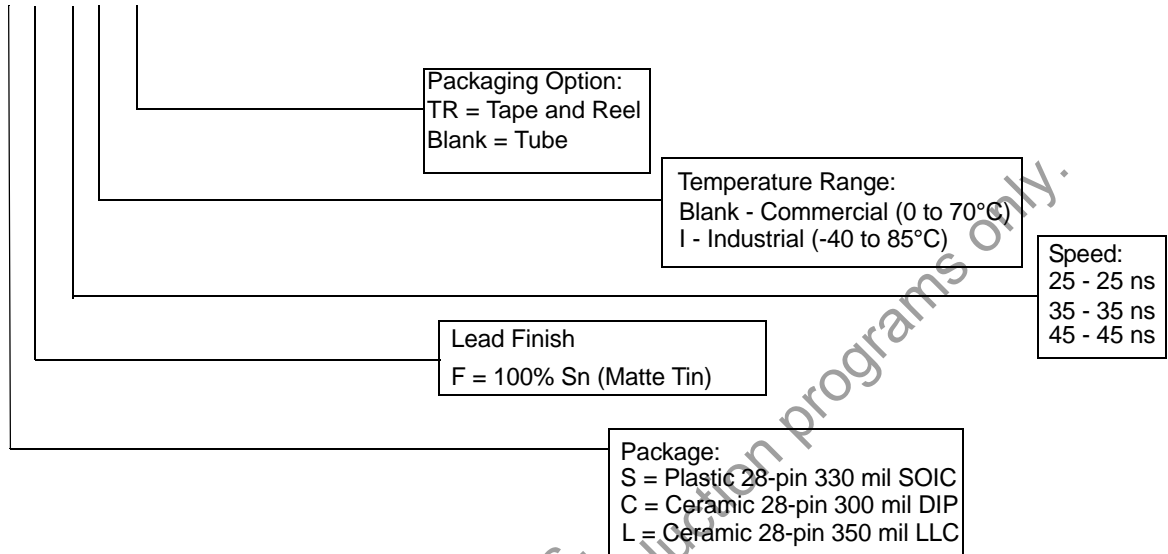 Packaging Option:
TR = Tape and Reel
Blank = Tube
Temperature Range:
Blank - Commercial (0 to 70°C)
I - Industrial (-40 to 85°C)
Speed:
25 - 25 ns
35 - 35 ns
45 - 45 ns
Lead Finish
F = 100% Sn (Matte Tin)
Package:
S = Plastic 28-pin 330 mil SOIC
C = Ceramic 28-pin 300 mil DIP
L = Ceramic 28-pin 350 mil LLC
programs only.